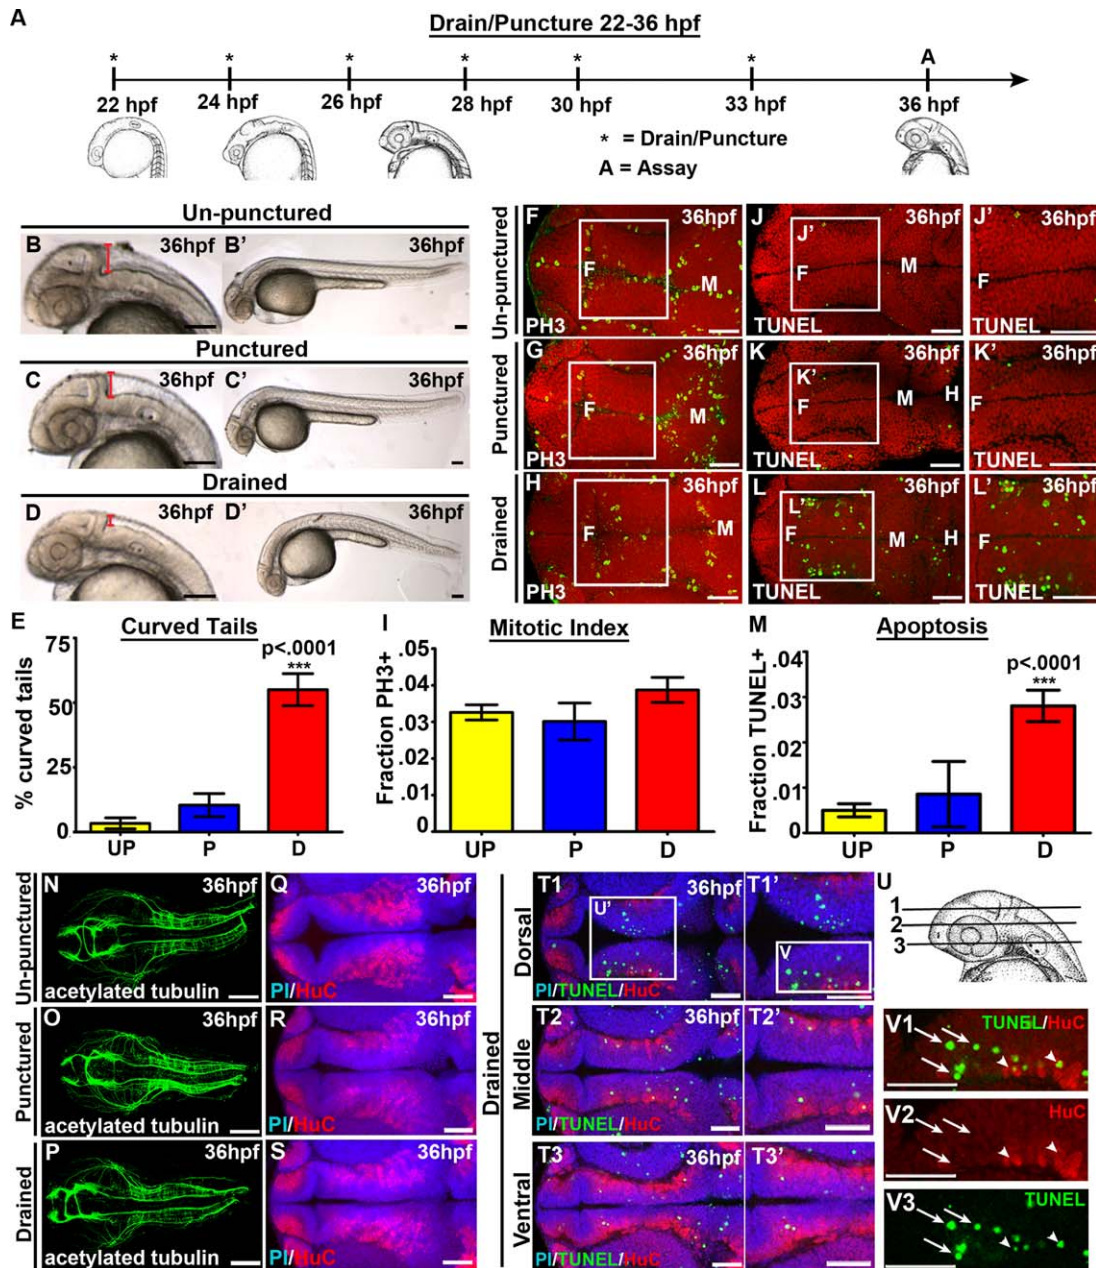 A
Drain/Puncture 22-36 hpf
* * * * * * A
22 hpf 24 hpf 26 hpf 28 hpf 30 hpf 33 hpf 36 hpf
* = Drain/Puncture
A = Assay
Un-punctured
B 36hpf B' 36hpf
Punctured
C 36hpf C' 36hpf
Drained
D 36hpf D' 36hpf
Un-punctured
F 36hpf J 36hpf J' 36hpf
J'
F M F M F
PH3 TUNEL TUNEL
Punctured
G 36hpf K 36hpf K' 36hpf
K'
F M F M H F
PH3 TUNEL TUNEL
Drained
H 36hpf L 36hpf L' 36hpf
L'
F M F M H F
PH3 TUNEL TUNEL
E Curved Tails
75
50
25
0
% curved tails
p<.0001
***
UP P D
I Mitotic Index
.04
.03
.04
.02
.01
0
Fraction PH3+
UP P D
M Apoptosis
.04
.03
.02
.01
0
Fraction TUNEL+
p<.0001
***
UP P D
Un-punctured
N 36hpf Q 36hpf
acetylated tubulin PI/HuC
Punctured
O 36hpf R 36hpf
acetylated tubulin PI/HuC
Drained
P 36hpf S 36hpf
acetylated tubulin PI/HuC
Drained
Dorsal
T1 36hpf T1'
U' V
PI/TUNEL/HuC
Middle
T2 36hpf T2'
PI/TUNEL/HuC
Ventral
T3 36hpf T3'
PI/TUNEL/HuC
U
1
2
3
V1 TUNEL/HuC
V2 HuC
V3 TUNEL